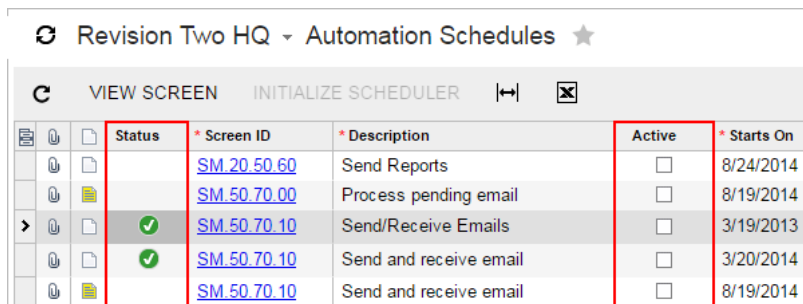 Revision Two HQ Automation Schedules
VIEW SCREEN INITIALIZE SCHEDULER
Status * Screen ID * Description Active * Starts On
SM.20.50.60 Send Reports 8/24/2014
SM.50.70.00 Process pending email 8/19/2014
SM.50.70.10 Send/Receive Emails 3/19/2013
SM.50.70.10 Send and receive email 3/20/2014
SM.50.70.10 Send and receive email 8/19/2014